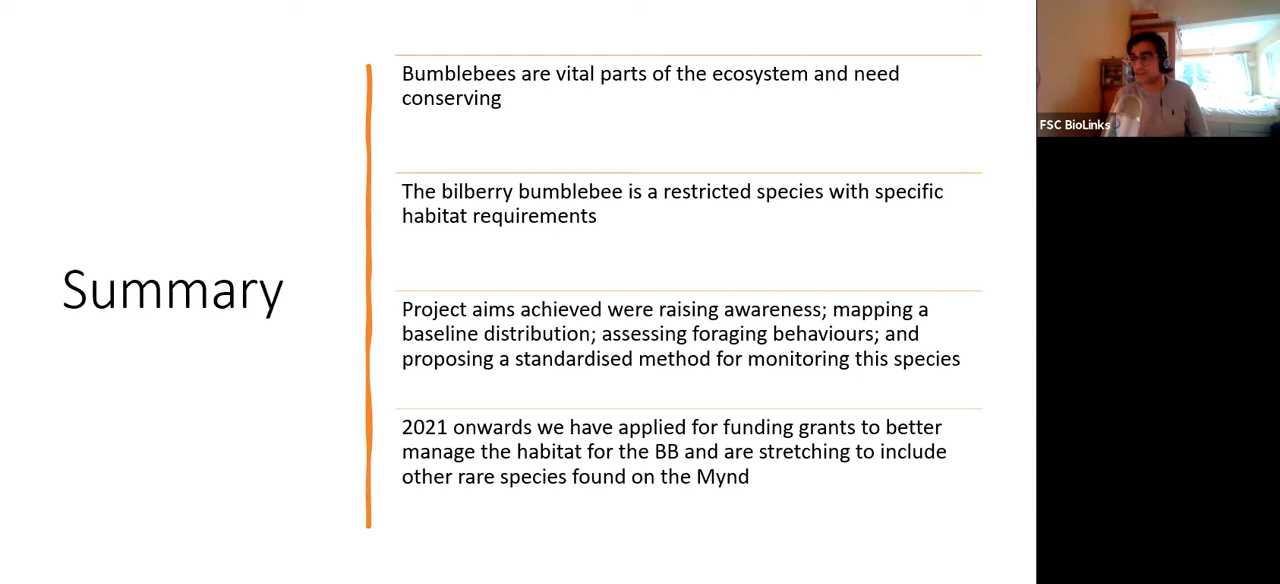 Summary
Bumblebees are vital parts of the ecosystem and need
conserving
The bilberry bumblebee is a restricted species with specific
habitat requirements
Project aims achieved were raising awareness; mapping a
baseline distribution; assessing foraging behaviours; and
proposing a standardised method for monitoring this species
2021 onwards we have applied for funding grants to better
manage the habitat for the BB and are stretching to include
other rare species found on the Mynd
FSC BioLinks